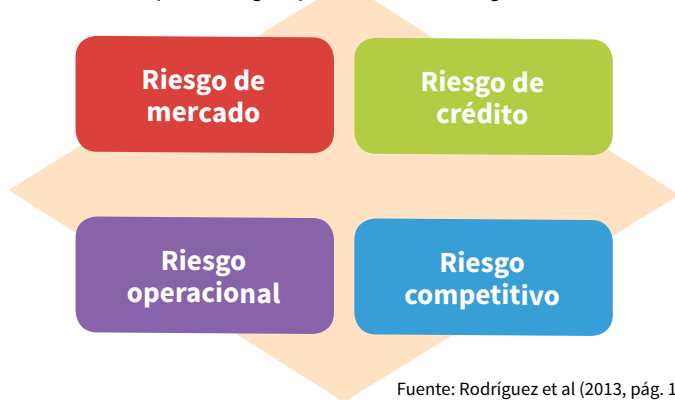 Riesgo de
mercado
Riesgo de
crédito
Riesgo
operacional
Riesgo
competitivo
Fuente: Rodríguez et al (2013, pág. 1